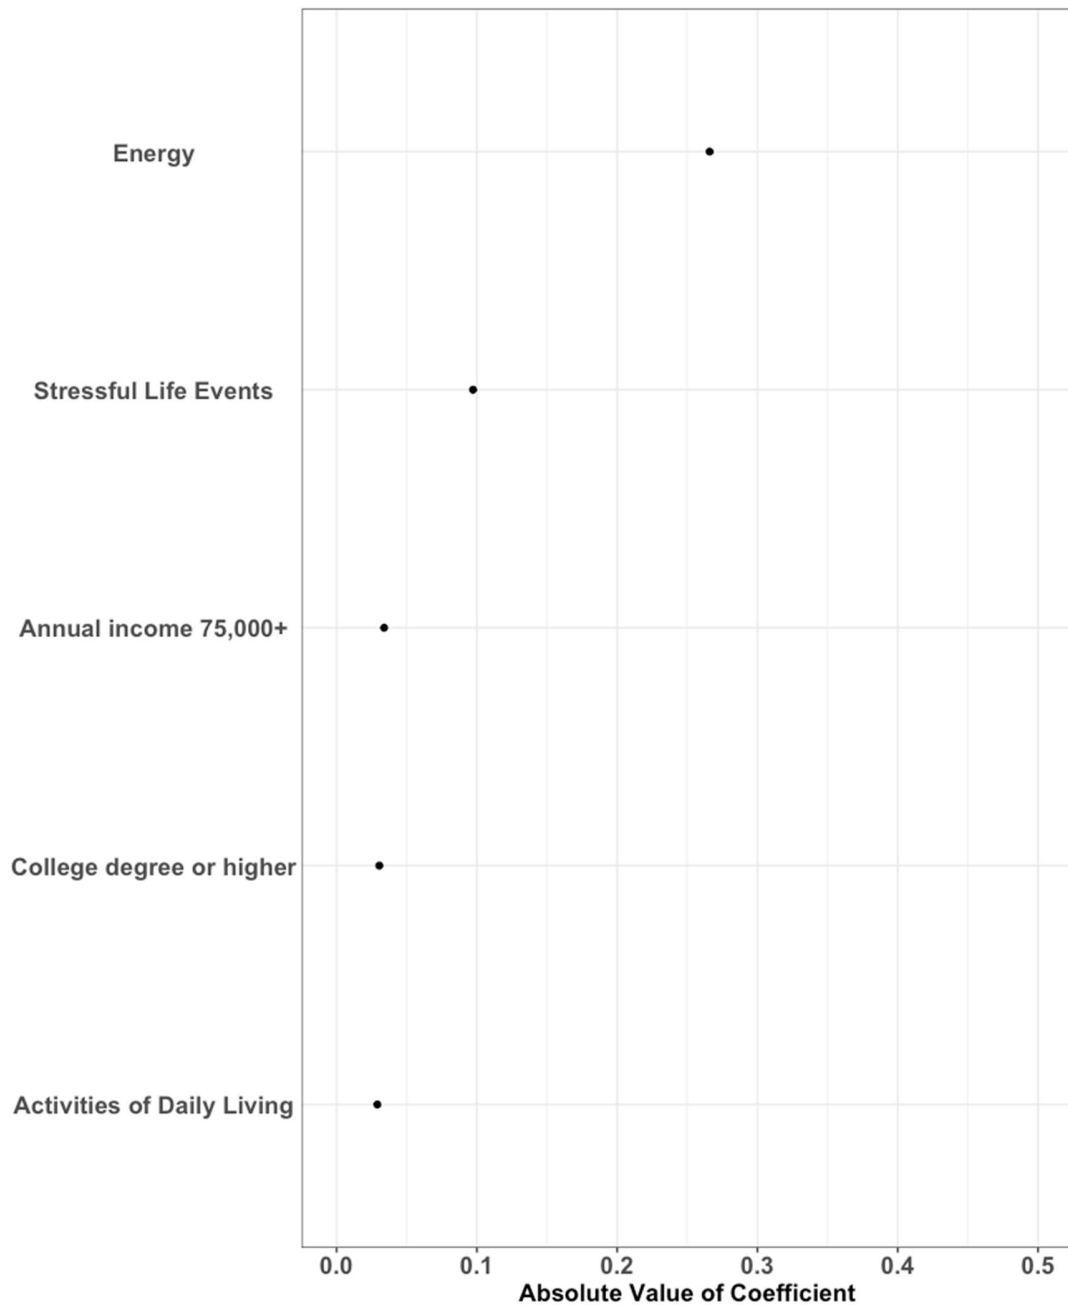 Energy
Stressful Life Events
Annual income 75,000+
College degree or higher
Activities of Daily Living
0.0 0.1 0.2 0.3 0.4 0.5
Absolute Value of Coefficient